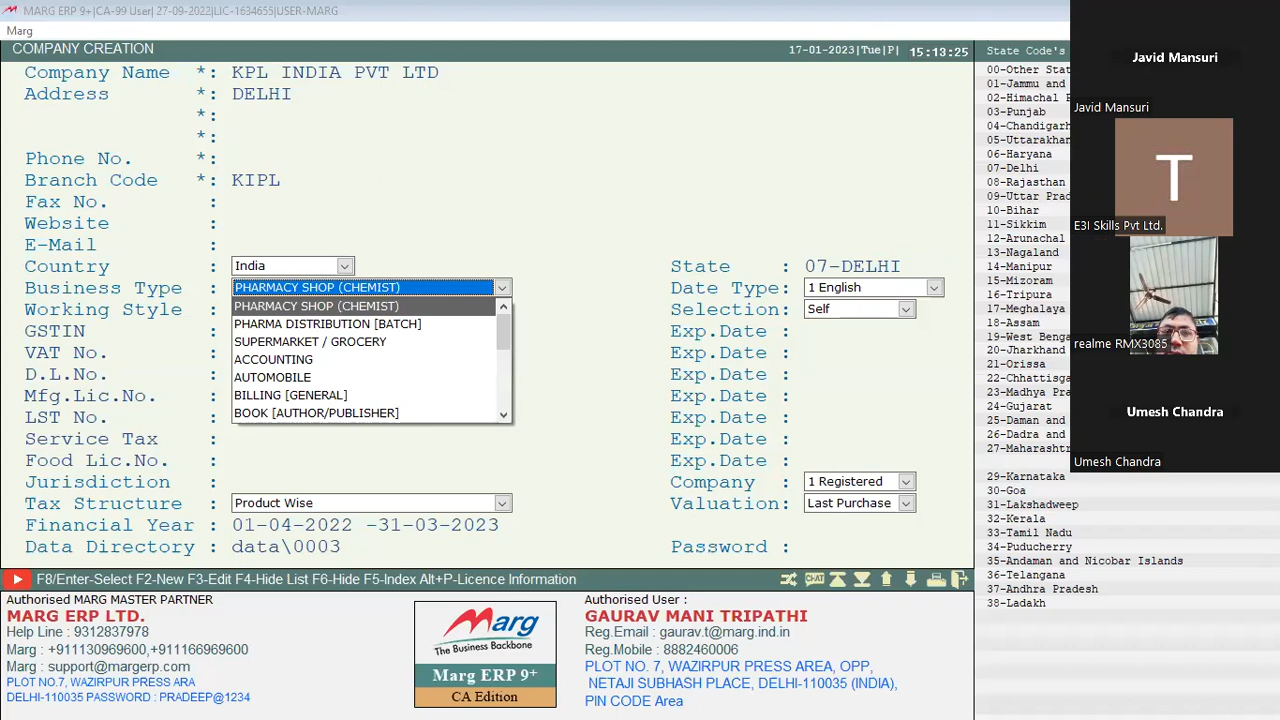 MARG ERP 9+|CA-99 User| 27-09-2022|LIC-1634655|USER-MARG
Marg
COMPANY CREATION 17-01-2023|Tue|P| 15:13:25
Company Name *: KPL INDIA PVT LTD
Address *: DELHI
*:
*:
Phone No. *:
Branch Code *: KIPL
Fax No. :
Website :
E-Mail :
Country : India State : 07-DELHI
Business Type : PHARMACY SHOP (CHEMIST) Date Type: 1 English
Working Style : Selection: Self
GSTIN : Exp.Date :
VAT No. : Exp.Date :
D.L.No. : Exp.Date :
Mfg.Lic.No. : Exp.Date :
LST No. : Exp.Date :
Service Tax : Exp.Date :
Food Lic.No. : Exp.Date :
Jurisdiction : Company : 1 Registered
Tax Structure : Product Wise Valuation: Last Purchase
Financial Year : 01-04-2022 -31-03-2023
Data Directory : data\0003 Password :
PHARMACY SHOP (CHEMIST)
PHARMA DISTRIBUTION [BATCH]
SUPERMARKET / GROCERY
ACCOUNTING
AUTOMOBILE
BILLING [GENERAL]
BOOK [AUTHOR/PUBLISHER]
F8/Enter-Select F2-New F3-Edit F4-Hide List F6-Hide F5-Index Alt+P-Licence Information
CHAT
Authorised MARG MASTER PARTNER
MARG ERP LTD.
Help Line : 9312837978
Marg : +911130969600,+911166969600
Marg : support@margerp.com
PLOT NO.7, WAZIRPUR PRESS ARA
DELHI-110035 PASSWORD : PRADEEP@1234
Marg
The Business Backbone
Marg ERP 9+
CA Edition
Authorised User :
GAURAV MANI TRIPATHI
Reg.Email : gaurav.t@marg.ind.in
Reg.Mobile : 8882460006
PLOT NO. 7, WAZIRPUR PRESS AREA, OPP,
NETAJI SUBHASH PLACE, DELHI-110035 (INDIA),
PIN CODE Area
State Code's
00-Other Stat
01-Jammu and
02-Himachal P
03-Punjab
04-Chandigarh
05-Uttarakhan
06-Haryana
07-Delhi
08-Rajasthan
09-Uttar Prad
10-Bihar
11-Sikkim
12-Arunachal
13-Nagaland
14-Manipur
15-Mizoram
16-Tripura
17-Meghalaya
18-Assam
19-West Benga
20-Jharkhand
21-Orissa
22-Chhattisga
23-Madhya Pra
24-Gujarat
25-Daman and
26-Dadra and
27-Maharashtr
29-Karnataka
30-Goa
31-Lakshadweep
32-Kerala
33-Tamil Nadu
34-Puducherry
35-Andaman and Nicobar Islands
36-Telangana
37-Andhra Pradesh
38-Ladakh
Javid Mansuri
Javid Mansuri
T
E3I Skills Pvt Ltd.
realme RMX3085
Umesh Chandra
Umesh Chandra